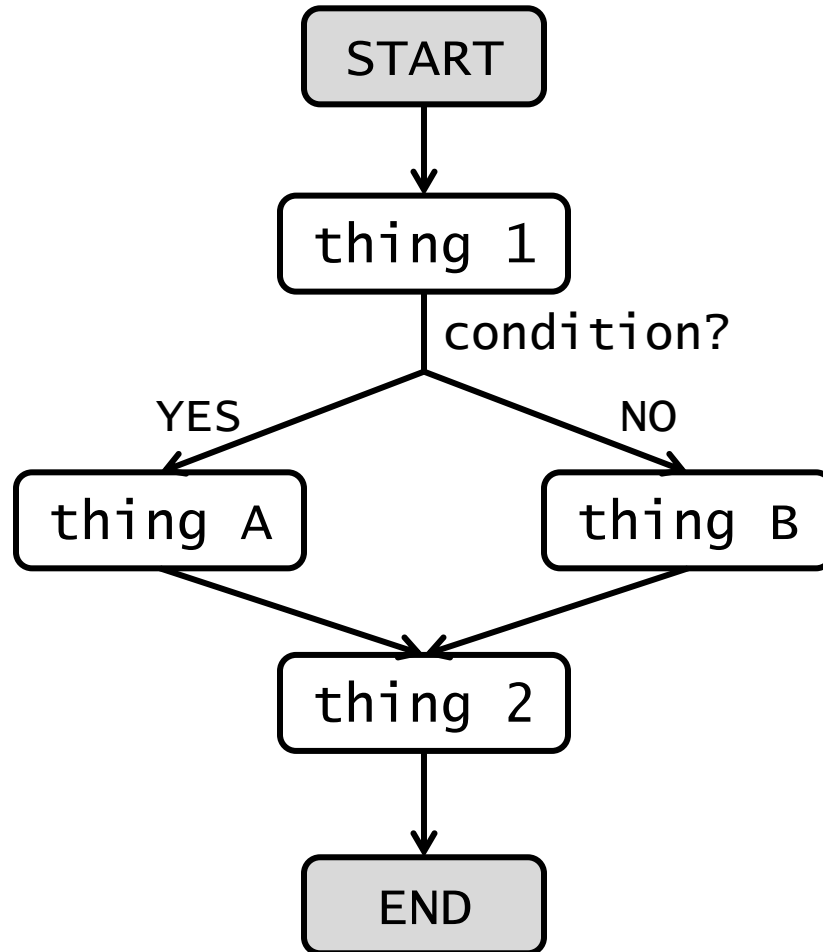 START
thing 1
condition?
YES
NO
thing A
thing B
thing 2
END